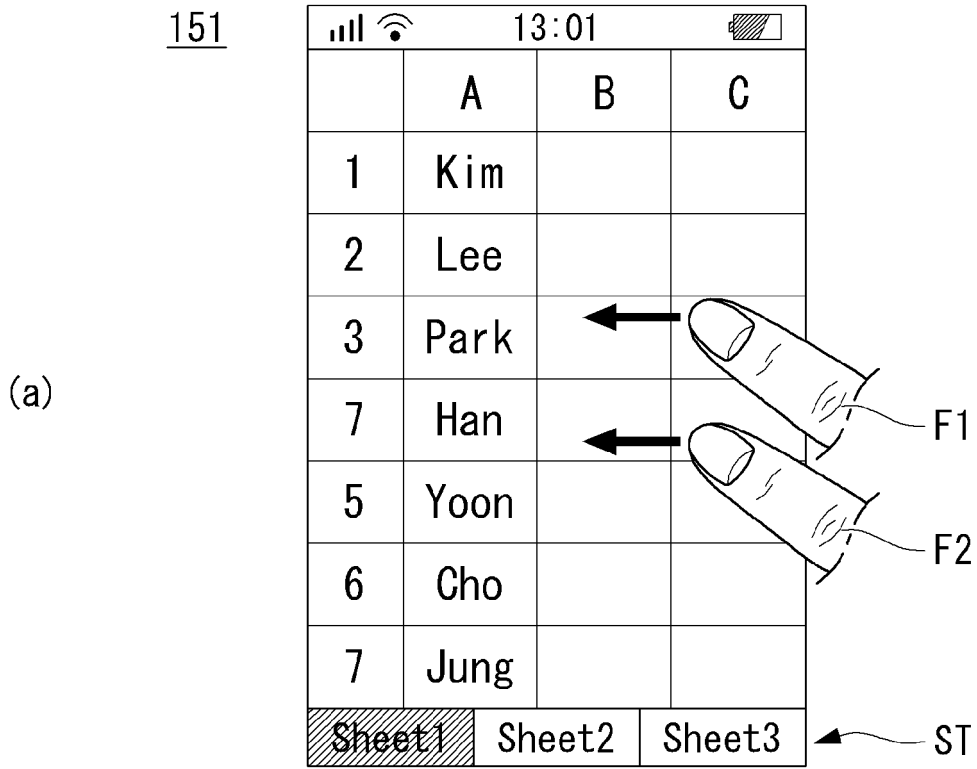 151
13:01
A B C
1 Kim
2 Lee
3 Park
7 Han
5 Yoon
6 Cho
7 Jung
Sheet1 Sheet2 Sheet3
(a)
F1
F2
ST